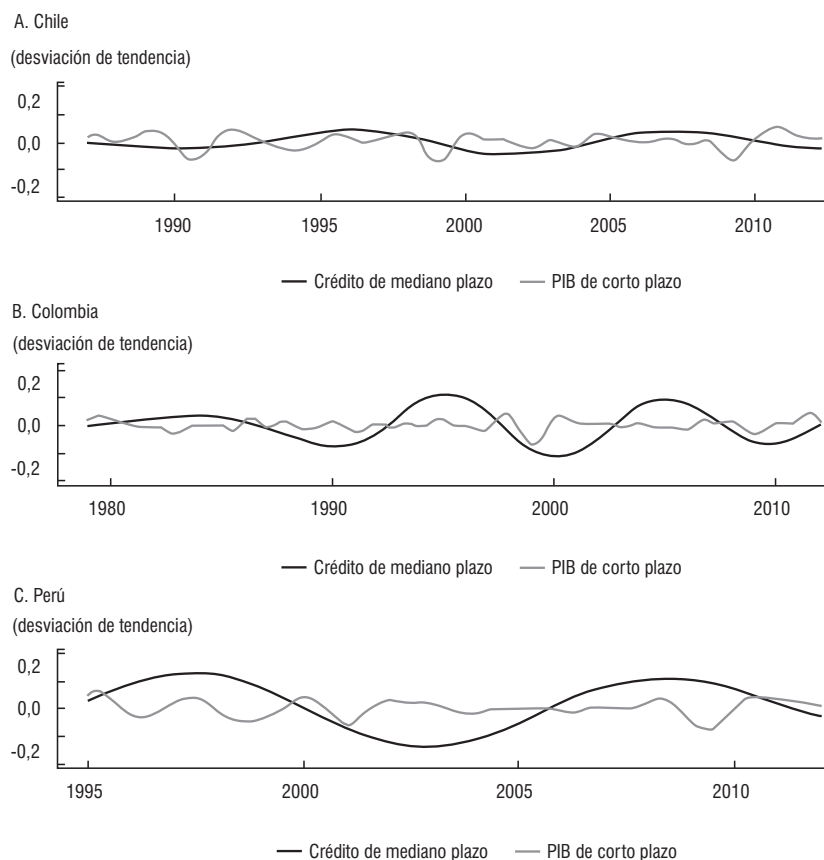 A. Chile
(desviación de tendencia)
0,2
0,0
-0,2
1990 1995 2000 2005 2010
Crédito de mediano plazo PIB de corto plazo
B. Colombia
(desviación de tendencia)
0,2
0,0
-0,2
1980 1990 2000 2010
Crédito de mediano plazo PIB de corto plazo
C. Perú
(desviación de tendencia)
0,2
0,0
-0,2
1995 2000 2005 2010
Crédito de mediano plazo PIB de corto plazo